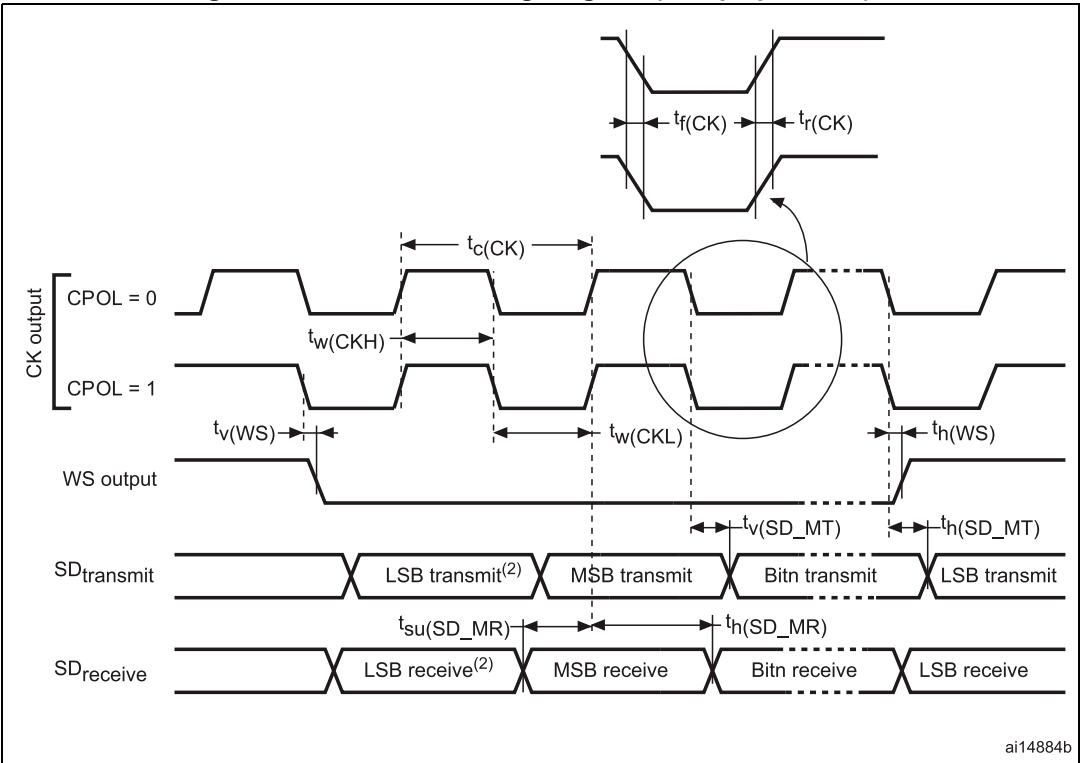 tf(CK)
tr(CK)
tc(CK)
CK output
CPOL = 0
tw(CKH)
CPOL = 1
tv(WS)
tw(CKL)
th(WS)
WS output
tv(SD_MT)
th(SD_MT)
SDtransmit
LSB transmit(2)
MSB transmit
Bitn transmit
LSB transmit
tsu(SD_MR)
th(SD_MR)
SDreceive
LSB receive(2)
MSB receive
Bitn receive
LSB receive
ai14884b